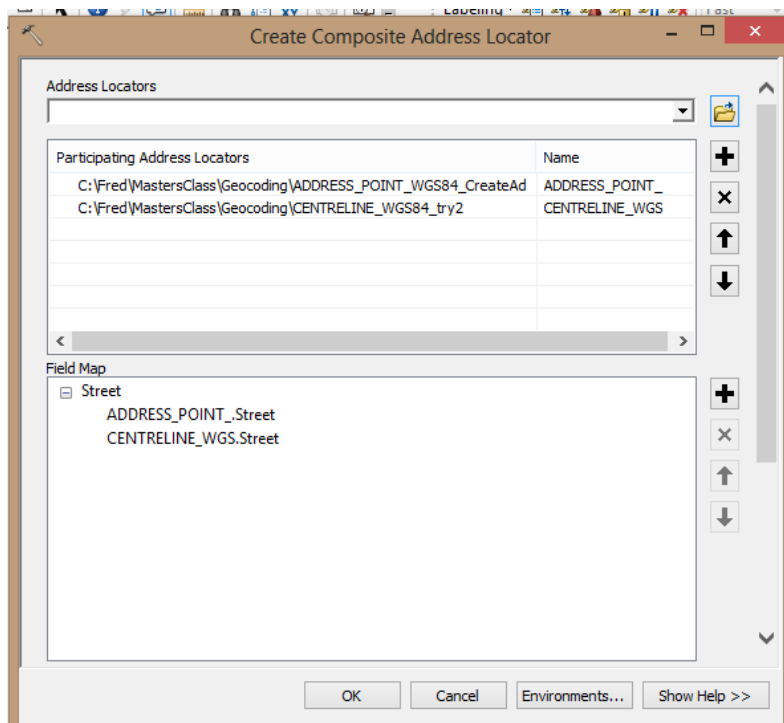 Labeling
Fast
Create Composite Address Locator
Address Locators
Participating Address Locators Name
C:\Fred\MastersClass\Geocoding\ADDRESS_POINT_WGS84_CreateAd ADDRESS_POINT_
C:\Fred\MastersClass\Geocoding\CENTRELINE_WGS84_try2 CENTRELINE_WGS
Field Map
Street
ADDRESS_POINT_.Street
CENTRELINE_WGS.Street
OK Cancel Environments... Show Help >>